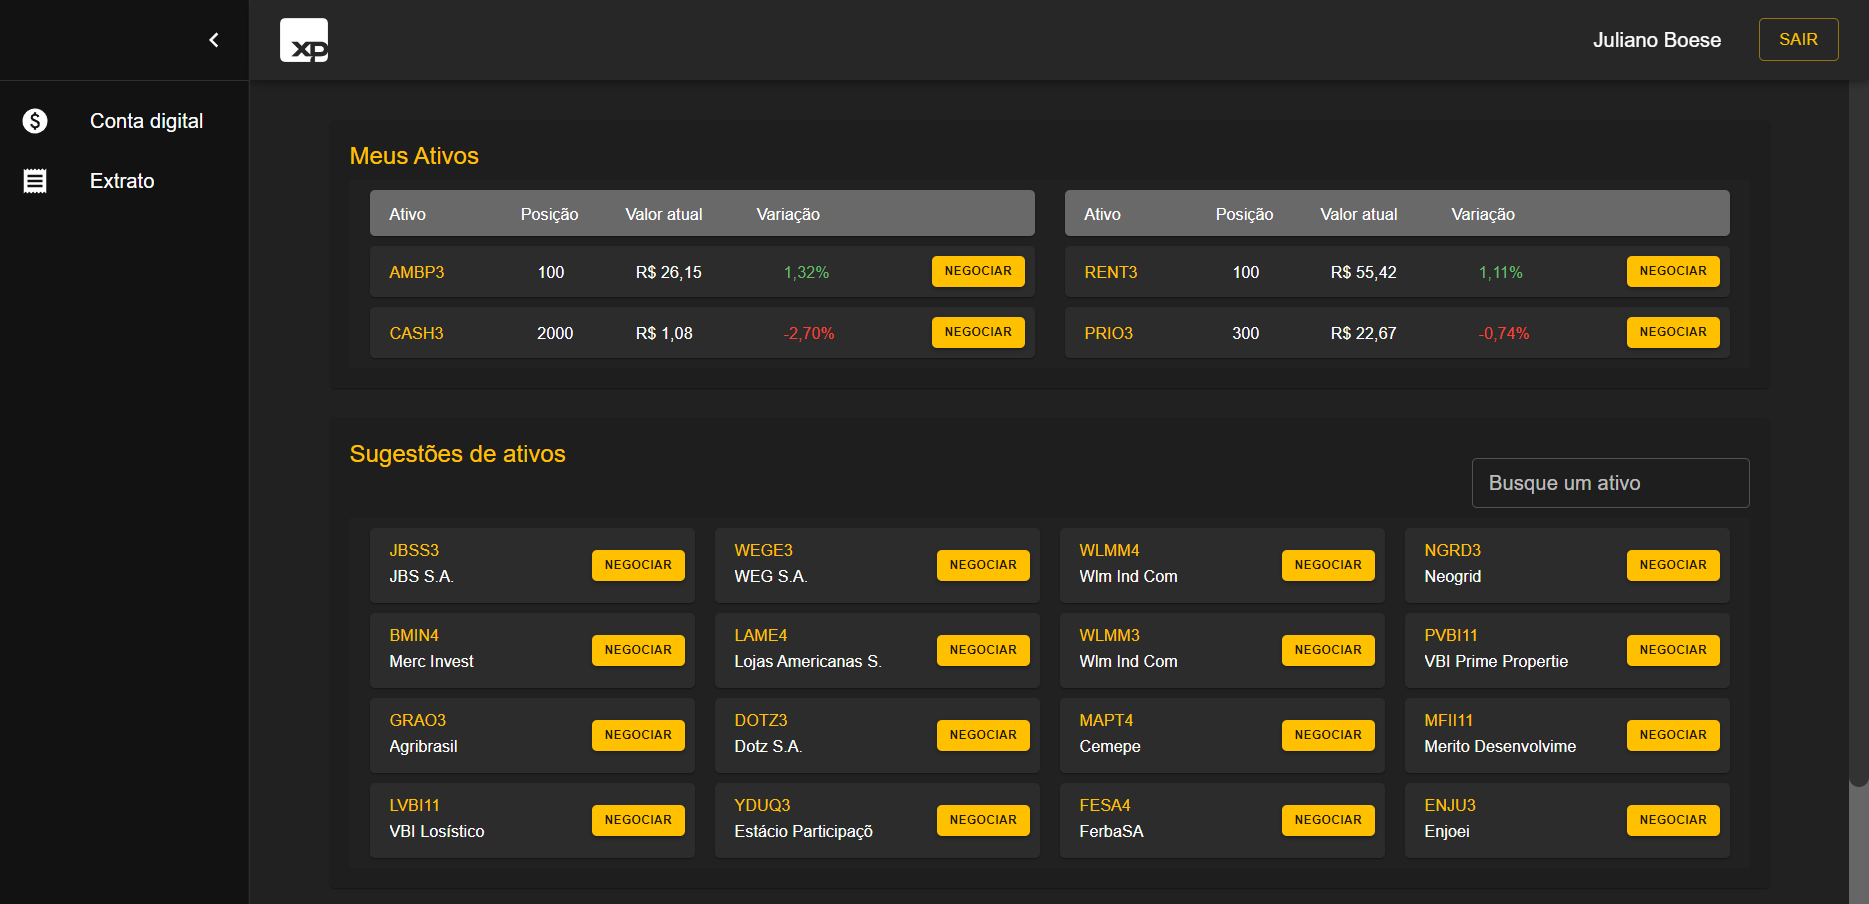 xp
Juliano Boese
SAIR
Conta digital
Extrato
Meus Ativos
Ativo Posição Valor atual Variação
AMBP3 100 R$ 26,15 1,32% NEGOCIAR
CASH3 2000 R$ 1,08 -2,70% NEGOCIAR
Ativo Posição Valor atual Variação
RENT3 100 R$ 55,42 1,11% NEGOCIAR
PRIO3 300 R$ 22,67 -0,74% NEGOCIAR
Sugestões de ativos
Busque um ativo
JBSS3
JBS S.A.
NEGOCIAR
WEGE3
WEG S.A.
NEGOCIAR
WLMM4
Wlm Ind Com
NEGOCIAR
NGRD3
Neogrid
NEGOCIAR
BMIN4
Merc Invest
NEGOCIAR
LAME4
Lojas Americanas S.
NEGOCIAR
WLMM3
Wlm Ind Com
NEGOCIAR
PVBI11
VBI Prime Propertie
NEGOCIAR
GRAO3
Agribrasil
NEGOCIAR
DOTZ3
Dotz S.A.
NEGOCIAR
MAPT4
Cemepe
NEGOCIAR
MFII11
Merito Desenvolvime
NEGOCIAR
LVBI11
VBI Losístico
NEGOCIAR
YDUQ3
Estácio Participaçõ
NEGOCIAR
FESA4
FerbaSA
NEGOCIAR
ENJU3
Enjoei
NEGOCIAR